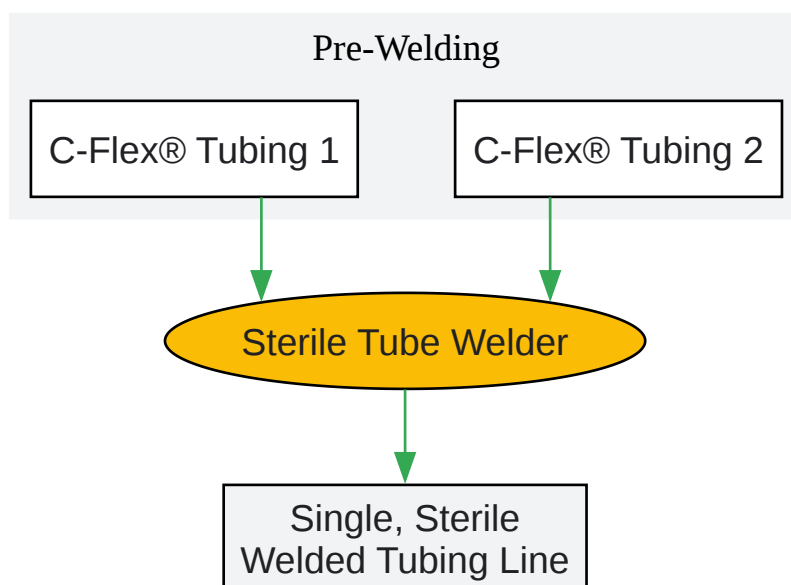 Pre-Welding
C-Flex® Tubing 1
C-Flex® Tubing 2
Sterile Tube Welder
Single, Sterile
Welded Tubing Line